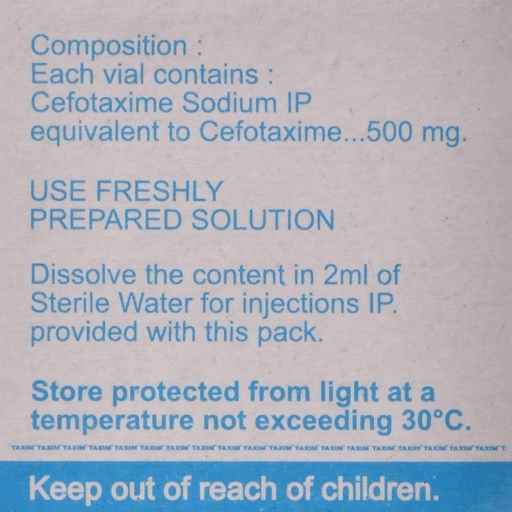 Composition :
Each vial contains :
Cefotaxime Sodium IP
equivalent to Cefotaxime...500 mg.
USE FRESHLY
PREPARED SOLUTION
Dissolve the content in 2ml of
Sterile Water for injections IP.
provided with this pack.
Store protected from light at a
temperature not exceeding 30°C.
TAXIM TAXIM TAXIM TAXIM TAXIM TAXIM TAXIM TAXIM TAXIM TAXIM TAXIM TAXIM TAXIM TAXIM TAXIM TAXIM TAXIM TAXIM TAXIM
Keep out of reach of children.